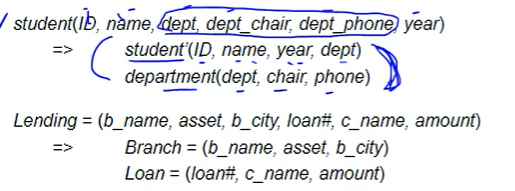 student(ID, name, dept, dept_chair, dept_phone, year)
=> student'(ID, name, year, dept)
department(dept, chair, phone)
Lending = (b_name, asset, b_city, loan#, c_name, amount)
=> Branch = (b_name, asset, b_city)
Loan = (loan#, c_name, amount)